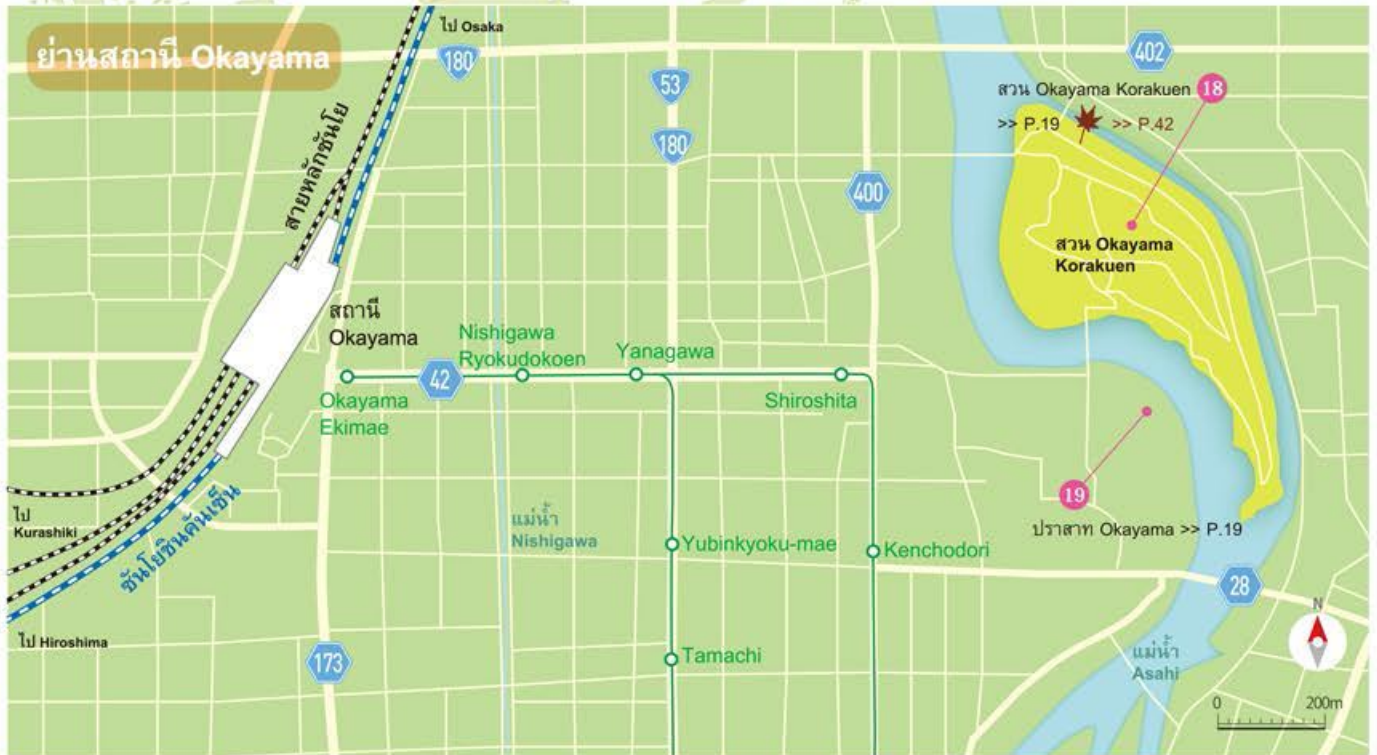 ย่านสถานี Okayama
ไป Osaka
180
53
180
402
สวน Okayama Korakuen 18
>> P.19 >> P.42
400
สายหลักซันโย
สวน Okayama
Korakuen
สถานี
Okayama
Nishigawa
Ryokudokoen
Yanagawa
42
Okayama
Ekimae
Shiroshita
19
ปราสาท Okayama >> P.19
ไป
Kurashiki
ซันโยชินคันเซ็น
แม่น้ำ
Nishigawa
Yubinkyoku-mae
Kenchodori
28
ไป Hiroshima
173
Tamachi
แม่น้ำ
Asahi
N
0 200m